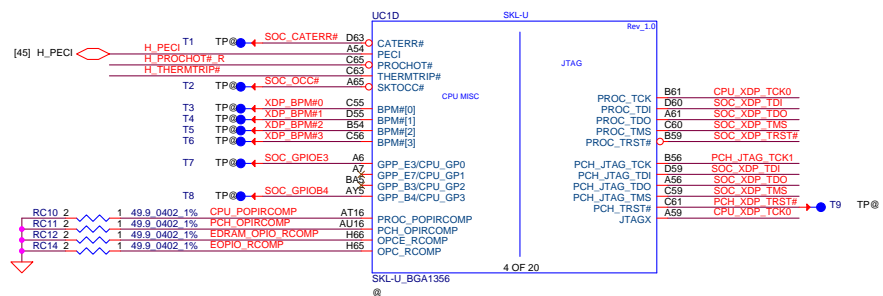 UC1D
SKL-U
Rev_1.0
T1 TP@ SOC_CATERR# D63 CATERR#
[45] H_PECI H_PECI A54 PECI
H_PROCHOT#_R C65 PROCHOT#
H_THERMTRIP# C63 THERMTRIP#
T2 TP@ SOC_OCC# A65 SKTOCC#
JTAG
CPU MISC
T3 TP@ XDP_BPM#0 C55 BPM#[0]
T4 TP@ XDP_BPM#1 D55 BPM#[1]
T5 TP@ XDP_BPM#2 B54 BPM#[2]
T6 TP@ XDP_BPM#3 C56 BPM#[3]
T7 TP@ SOC_GPIOE3 A6 GPP_E3/CPU_GP0
A7 GPP_E7/CPU_GP1
BA5 GPP_B3/CPU_GP2
T8 TP@ SOC_GPIOB4 AY5 GPP_B4/CPU_GP3
RC10 2 1 49.9_0402_1% CPU_POPIRCOMP AT16 PROC_POPIRCOMP
RC11 2 1 49.9_0402_1% PCH_OPIRCOMP AU16 PCH_OPIRCOMP
RC12 2 1 49.9_0402_1% EDRAM_OPIO_RCOMP H66 OPCE_RCOMP
RC14 2 1 49.9_0402_1% EOPIO_RCOMP H65 OPC_RCOMP
PROC_TCK B61 CPU_XDP_TCK0
PROC_TDI D60 SOC_XDP_TDI
PROC_TDO A61 SOC_XDP_TDO
PROC_TMS C60 SOC_XDP_TMS
PROC_TRST# B59 SOC_XDP_TRST#
PCH_JTAG_TCK B56 PCH_JTAG_TCK1
PCH_JTAG_TDI D59 SOC_XDP_TDI
PCH_JTAG_TDO A56 SOC_XDP_TDO
PCH_JTAG_TMS C59 SOC_XDP_TMS
PCH_TRST# C61 PCH_XDP_TRST# T9 TP@
JTAGX A59 CPU_XDP_TCK0
4 OF 20
SKL-U_BGA1356
@